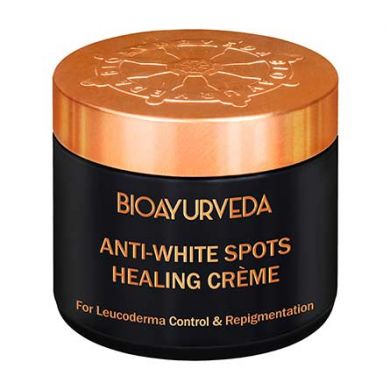 BIOAYURVEDA
ANTI-WHITE SPOTS
HEALING CRÈME
For Leucoderma Control & Repigmentation